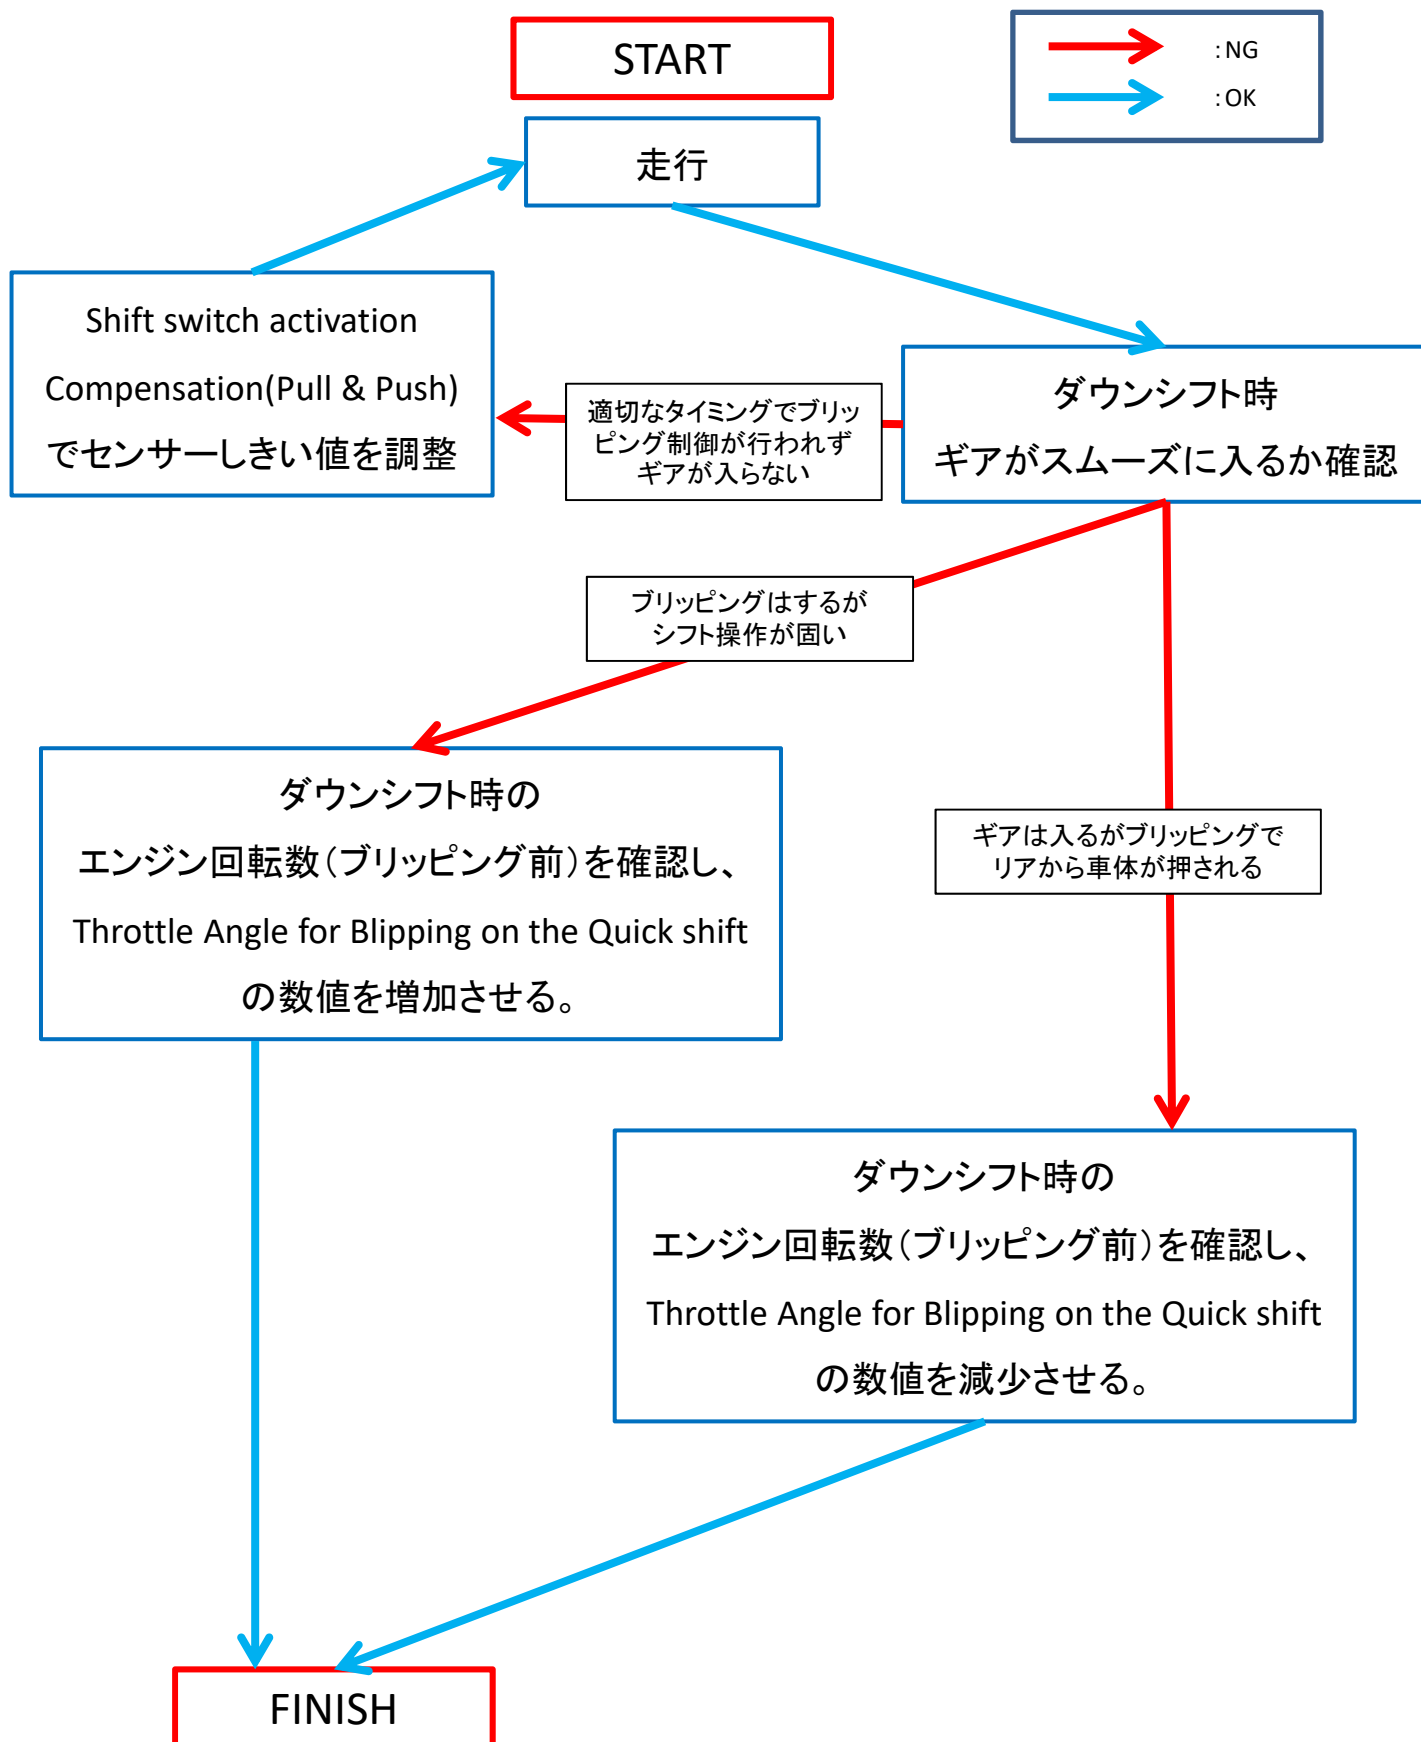 START
:NG
:OK
走行
Shift switch activation
Compensation(Pull & Push)
でセンサーしきい値を調整
適切なタイミングでブリッ
ピング制御が行われず
ギアが入らない
ダウンシフト時
ギアがスムーズに入るか確認
ブリッピングはするが
シフト操作が固い
ダウンシフト時の
エンジン回転数(ブリッピング前)を確認し、
Throttle Angle for Blipping on the Quick shift
の数値を増加させる。
ギアは入るがブリッピングで
リアから車体が押される
ダウンシフト時の
エンジン回転数(ブリッピング前)を確認し、
Throttle Angle for Blipping on the Quick shift
の数値を減少させる。
FINISH